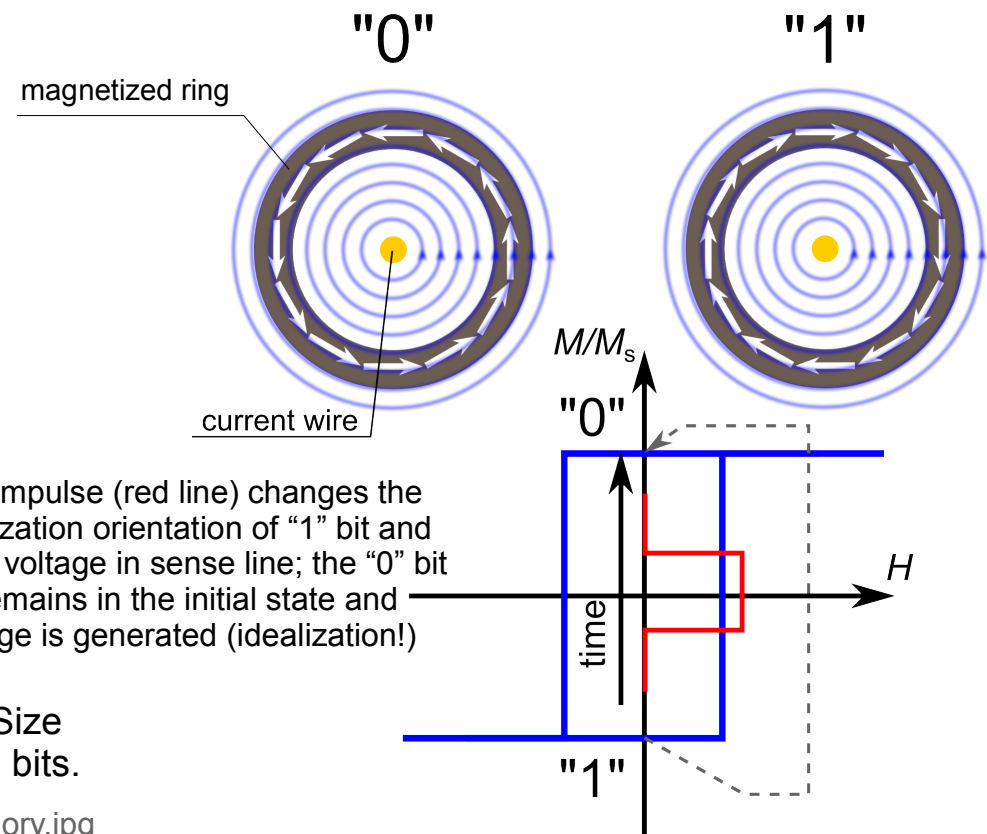 "0"
"1"
magnetized ring
current wire
M/Ms
"0"
H
time
"1"
mpulse (red line) changes the
zation orientation of “1” bit and
voltage in sense line; the “0” bit
emains in the initial state and
ge is generated (idealization!)
Size
bits.
ory.jpg